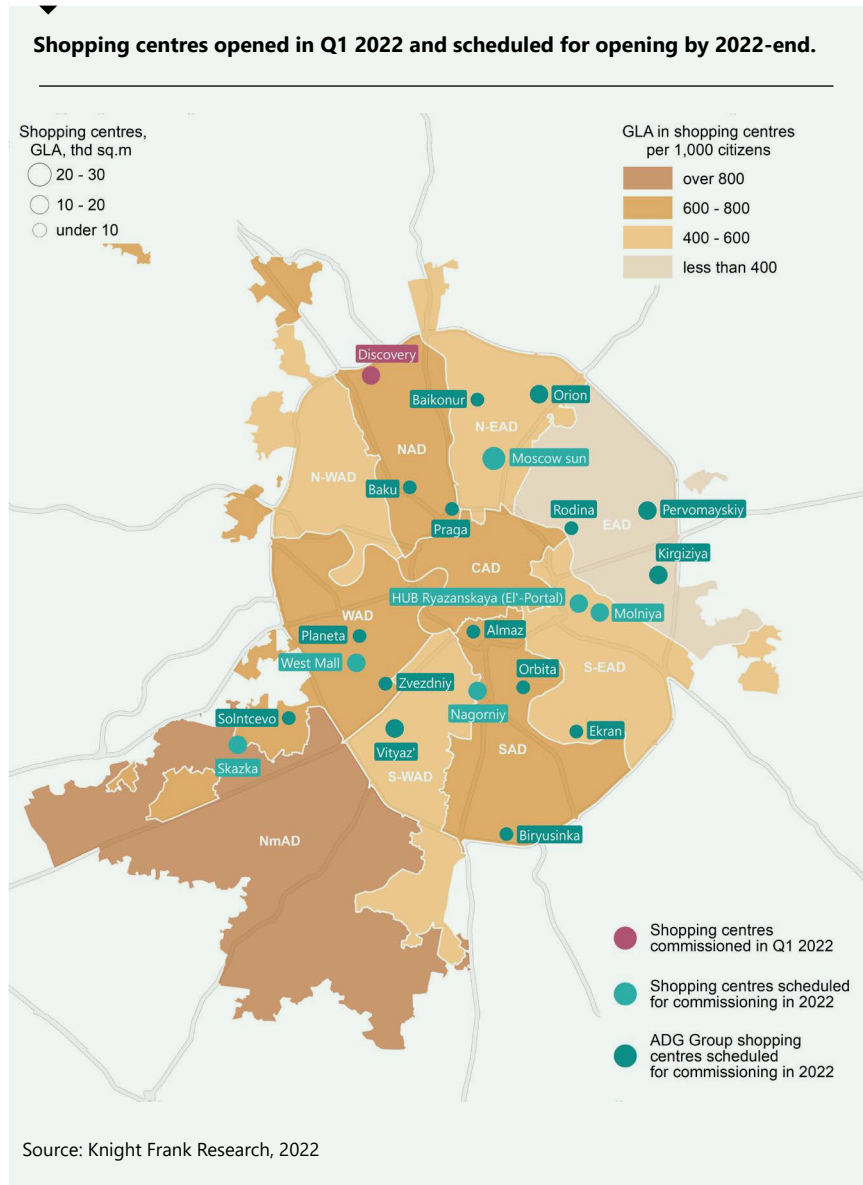 Shopping centres opened in Q1 2022 and scheduled for opening by 2022-end.
Shopping centres,
GLA, thd sq.m
20 - 30
10 - 20
under 10
GLA in shopping centres
per 1,000 citizens
over 800
600 - 800
400 - 600
less than 400
Discovery
Baikonur
Orion
N-EAD
NAD
Moscow sun
N-WAD
Baku
Praga
Rodina
Pervomayskiy
EAD
Kirgiziya
CAD
HUB Ryazanskaya (El'-Portal)
Molniya
WAD
Planeta
Almaz
West Mall
Orbita
S-EAD
Zvezdniy
Nagorniy
Solntcevo
Vityaz'
Ekran
SAD
Skazka
S-WAD
Biryusinka
NmAD
Shopping centres
commissioned in Q1 2022
Shopping centres scheduled
for commissioning in 2022
ADG Group shopping
centres scheduled
for commissioning in 2022
Source: Knight Frank Research, 2022